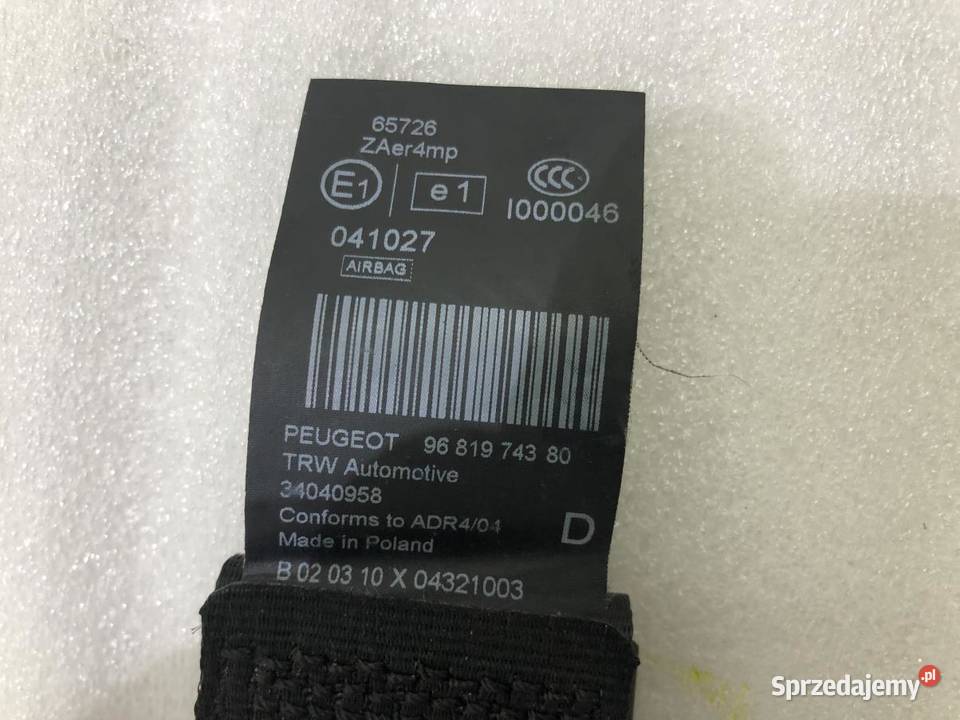 65726
ZAer4mp
E1 e1 CCC
I000046
041027
AIRBAG
PEUGEOT 96 819 743 80
TRW Automotive
34040958
Conforms to ADR4/04
Made in Poland
D
B 02 03 10 X 04321003
Sprzedajemy.pl